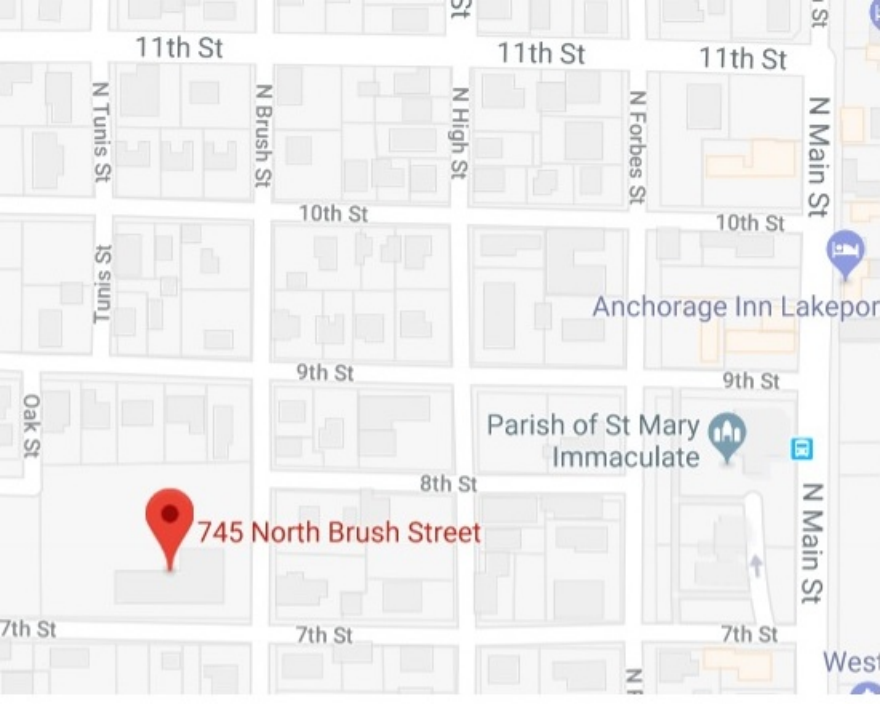 St
St
11th St
11th St
11th St
N Tunis St
N Brush St
N High St
N Forbes St
N Main St
10th St
10th St
Tunis St
Anchorage Inn Lakepor
9th St
9th St
Oak St
Parish of St Mary
Immaculate
8th St
N Main St
745 North Brush Street
7th St
7th St
7th St
West
N F